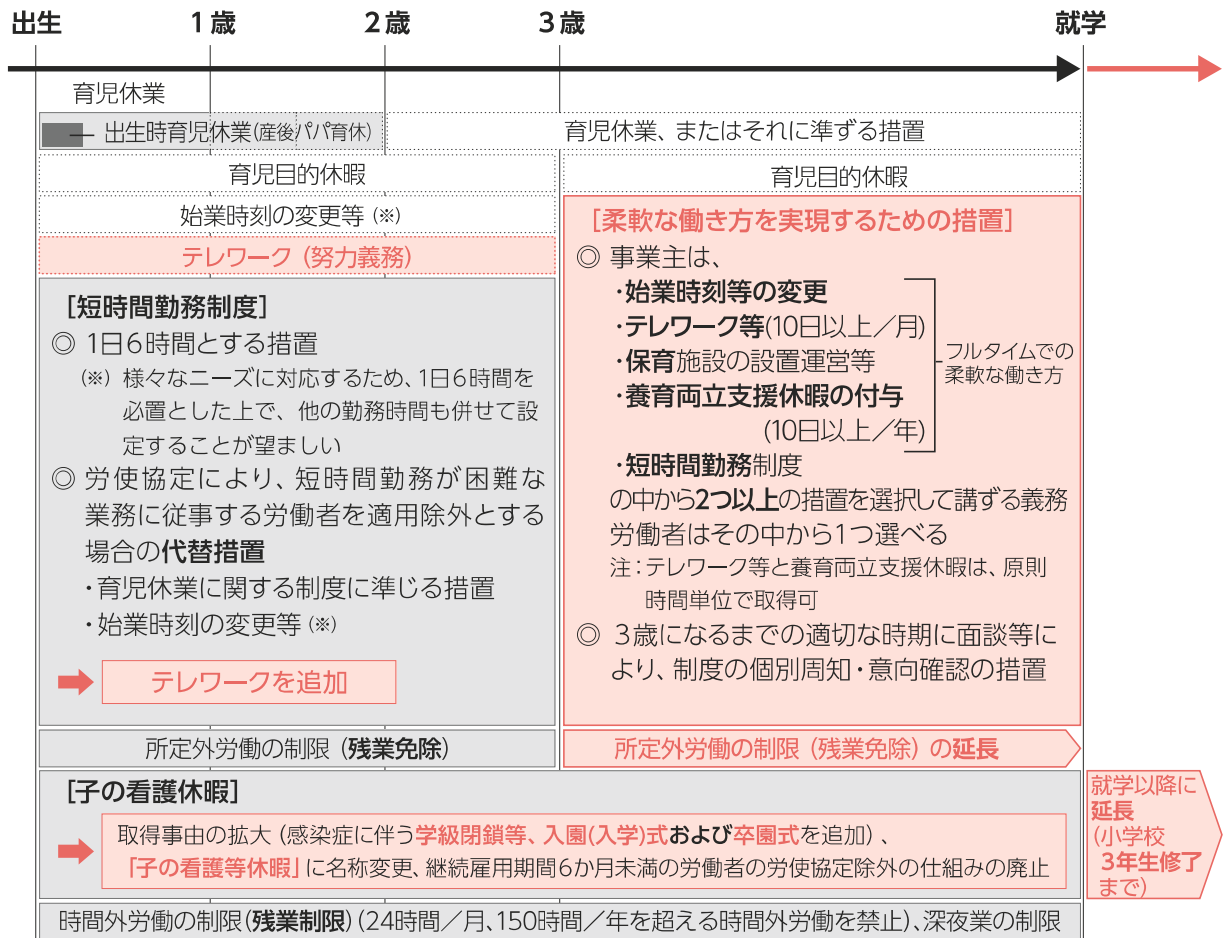 出生 1歳 2歳 3歳 就学
育児休業
出生時育児休業(産後パパ育休)
育児休業、またはそれに準ずる措置
育児目的休暇
育児目的休暇
始業時刻の変更等(※)
テレワーク(努力義務)
[短時間勤務制度]
◎ 1日6時間とする措置
(※) 様々なニーズに対応するため、1日6時間を
必置とした上で、他の勤務時間も併せて設
定することが望ましい
◎ 労使協定により、短時間勤務が困難な
業務に従事する労働者を適用除外とする
場合の代替措置
・育児休業に関する制度に準じる措置
・始業時刻の変更等(※)
テレワークを追加
[柔軟な働き方を実現するための措置]
◎ 事業主は、
・始業時刻等の変更
・テレワーク等(10日以上/月)
・保育施設の設置運営等
・養育両立支援休暇の付与
(10日以上/年)
フルタイムでの
柔軟な働き方
・短時間勤務制度
の中から2つ以上の措置を選択して講ずる義務
労働者はその中から1つ選べる
注:テレワーク等と養育両立支援休暇は、原則
時間単位で取得可
◎ 3歳になるまでの適切な時期に面談等に
より、制度の個別周知・意向確認の措置
所定外労働の制限(残業免除)
所定外労働の制限(残業免除)の延長
[子の看護休暇]
取得事由の拡大(感染症に伴う学級閉鎖等、入園(入学)式および卒園式を追加)、
「子の看護等休暇」に名称変更、継続雇用期間6か月未満の労働者の労使協定除外の仕組みの廃止
就学以降に
延長
(小学校
3年生修了
まで)
時間外労働の制限(残業制限)(24時間/月、150時間/年を超える時間外労働を禁止)、深夜業の制限